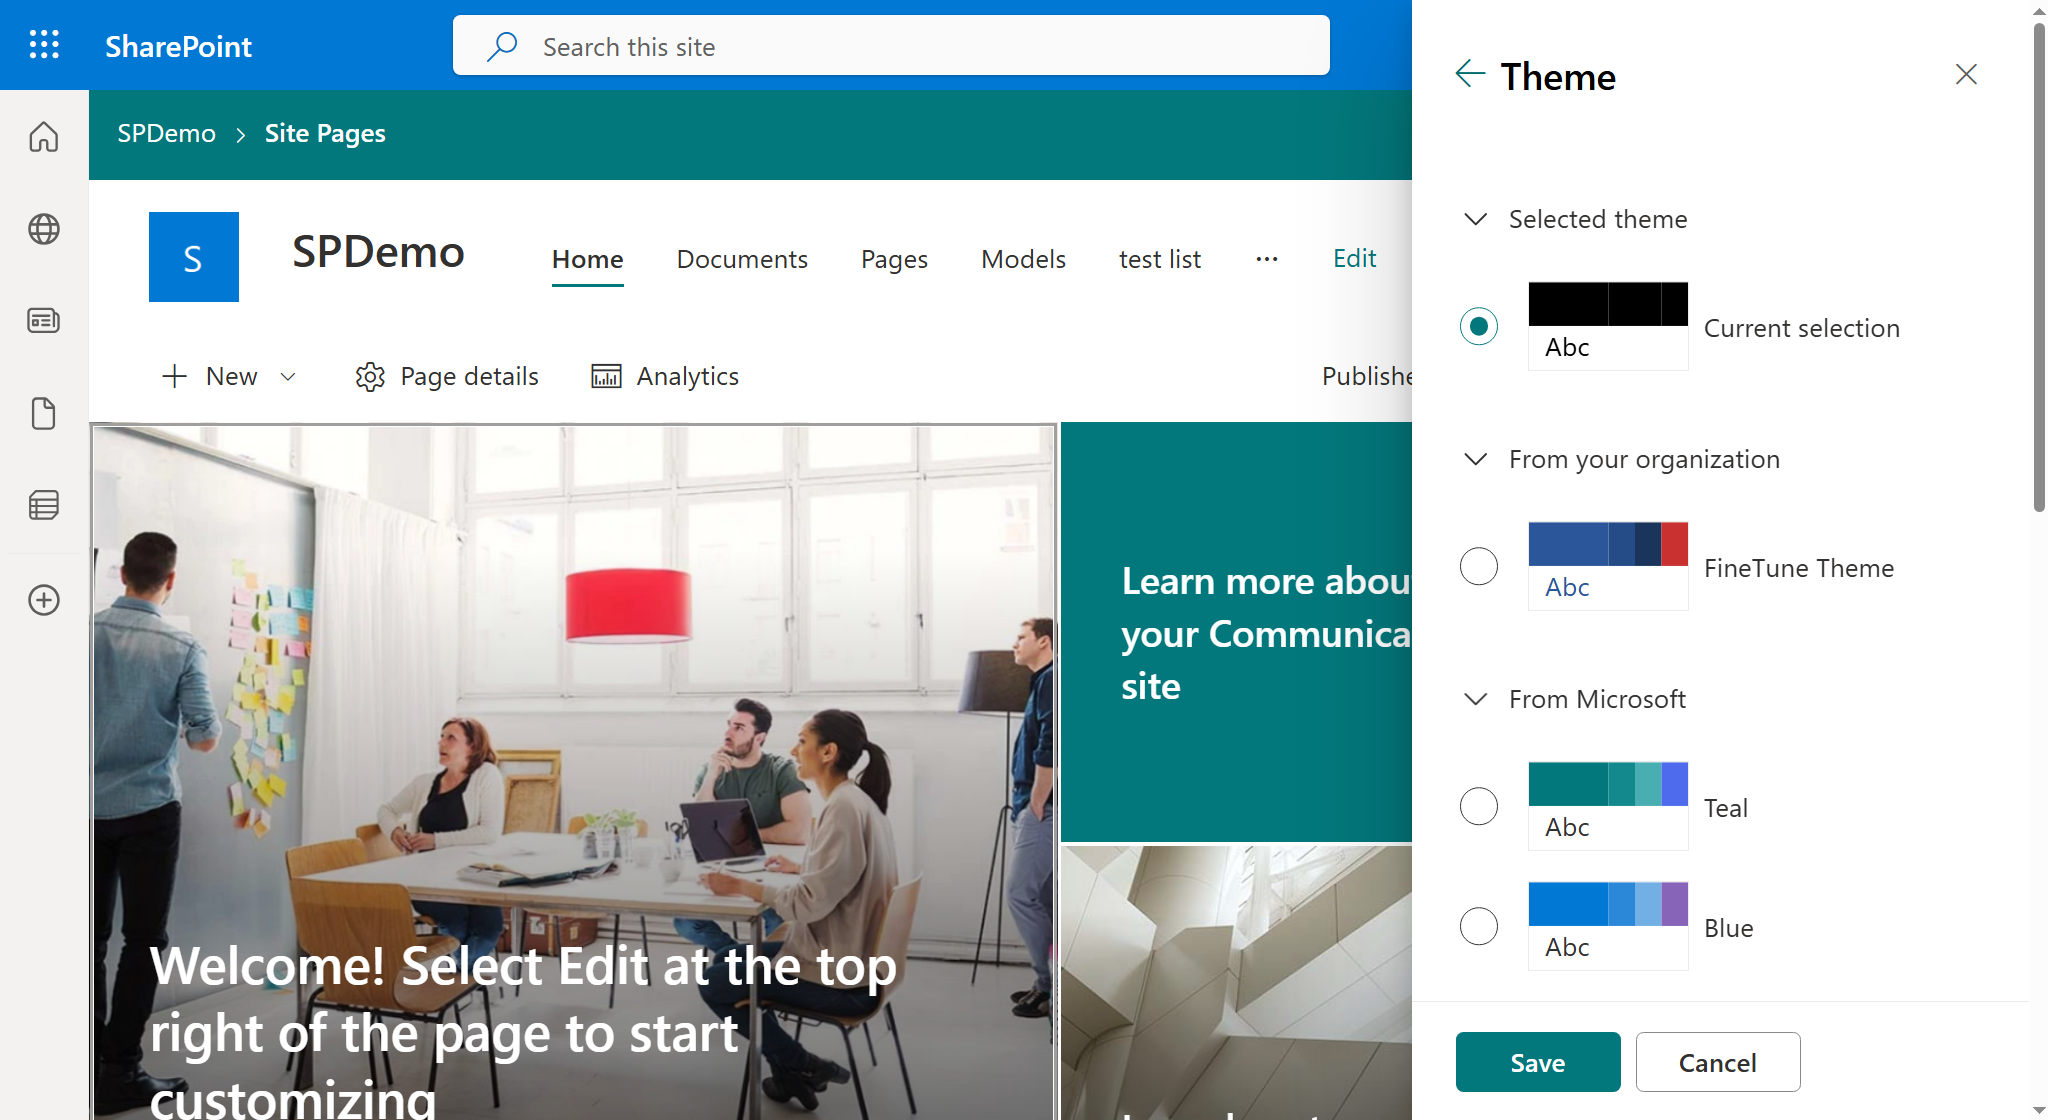 SharePoint
Search this site
SPDemo > Site Pages
S
SPDemo
Home
Documents
Pages
Models
test list
...
Edit
New
Page details
Analytics
Publishe
Welcome! Select Edit at the top
right of the page to start
customizing
Learn more abou
your Communica
site
Theme
Selected theme
Abc
Current selection
From your organization
Abc
FineTune Theme
From Microsoft
Abc
Teal
Abc
Blue
Save
Cancel